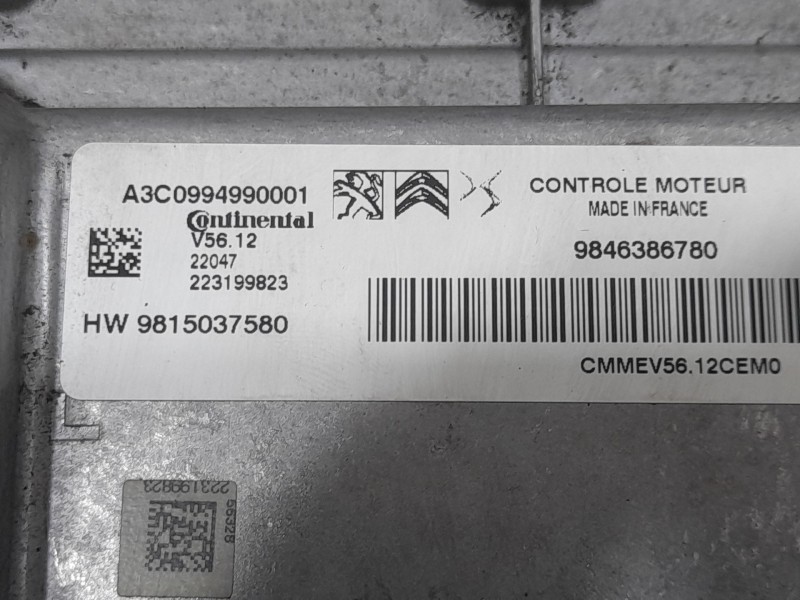 A3C0994990001
Continental
V56.12
22047
223199823
HW 9815037580
CONTROLE MOTEUR
MADE IN FRANCE
9846386780
CMMEV56.12CEM0
223199823
56328